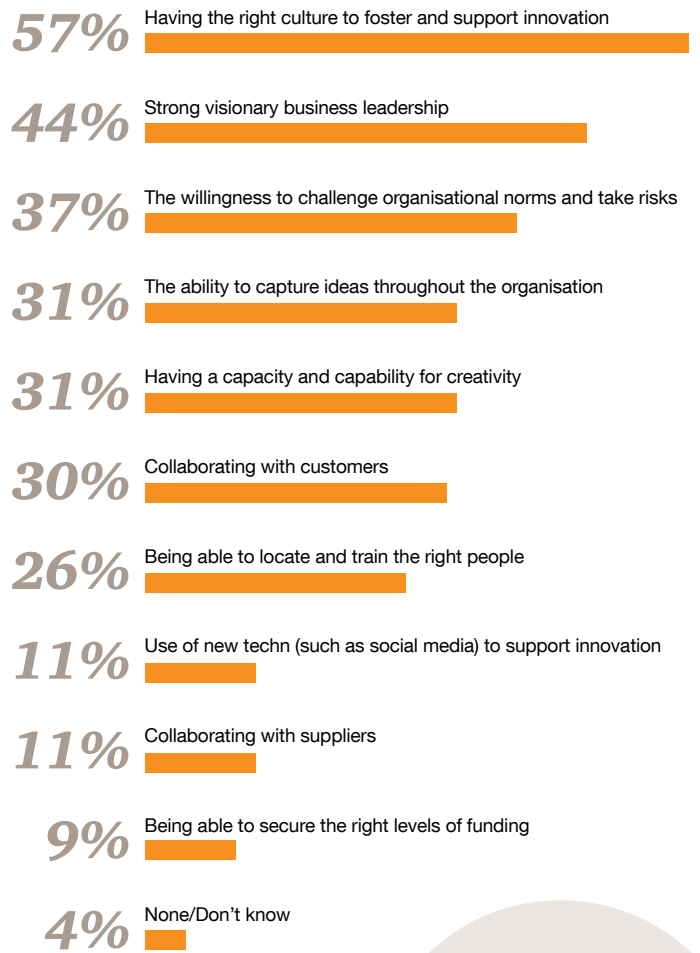 57% Having the right culture to foster and support innovation
44% Strong visionary business leadership
37% The willingness to challenge organisational norms and take risks
31% The ability to capture ideas throughout the organisation
31% Having a capacity and capability for creativity
30% Collaborating with customers
26% Being able to locate and train the right people
11% Use of new techn (such as social media) to support innovation
11% Collaborating with suppliers
9% Being able to secure the right levels of funding
4% None/Don’t know